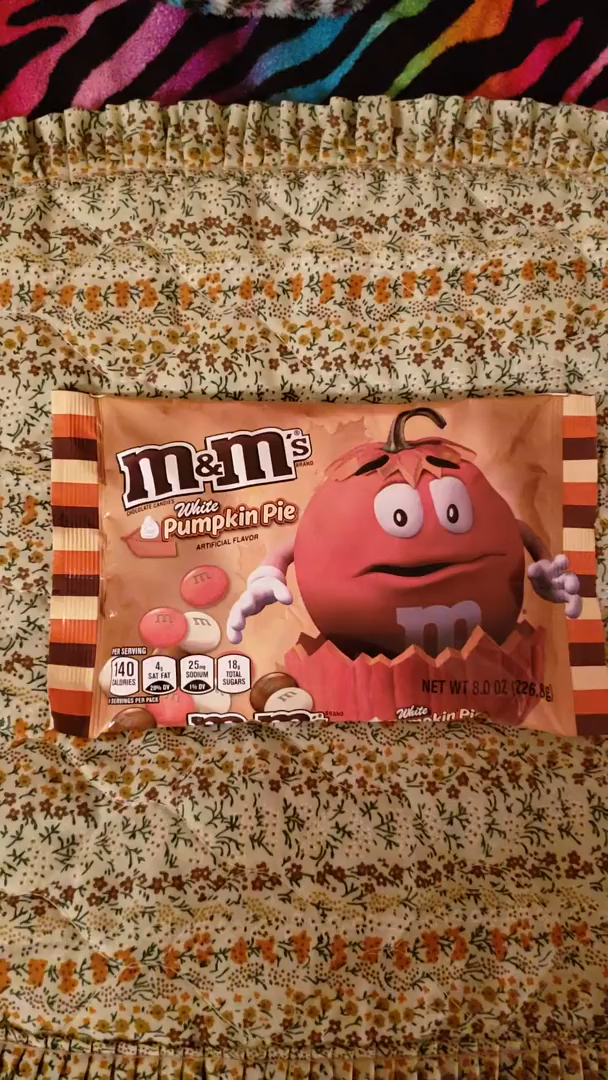 m&m's®
BRAND
CHOCOLATE CANDIES
White
Pumpkin Pie
ARTIFICIAL FLAVOR
m
m
m
m
PER SERVING
140 CALORIES
4g SAT FAT 20% DV
25mg SODIUM 1% DV
18g TOTAL SUGARS
SERVINGS PER PACK
NET WT 8.0 OZ (226.8g)
BRAND
White